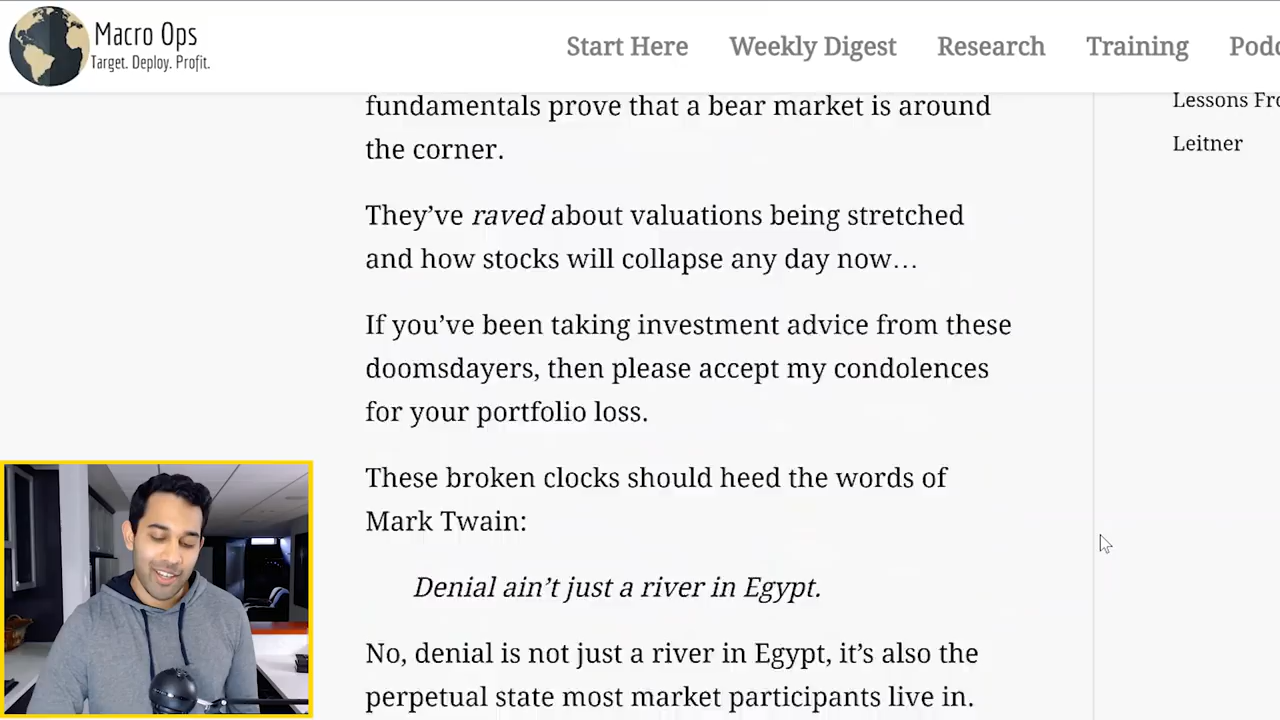 Macro Ops
Target. Deploy. Profit.
Start Here
Weekly Digest
Research
Training
fundamentals prove that a bear market is around
the corner.
They’ve raved about valuations being stretched
and how stocks will collapse any day now…
If you’ve been taking investment advice from these
doomsdayers, then please accept my condolences
for your portfolio loss.
These broken clocks should heed the words of
Mark Twain:
Denial ain’t just a river in Egypt.
No, denial is not just a river in Egypt, it’s also the
perpetual state most market participants live in.
Lessons
Leitner